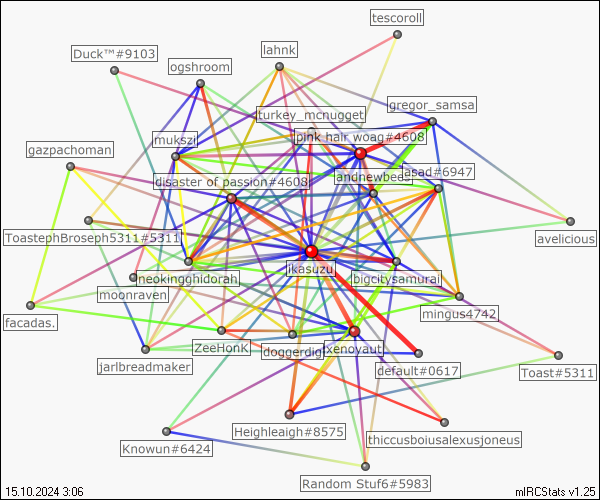 tescoroll
lahnk
Duck™#9103
ogshroom
gregor_samsa
turkey_mcnugget
pink hair woag#4608
mukszi
gazpachoman
asad#6947
andnewbees
disaster of passion#4608
ToastephBroseph5311#5311
avelicious
ikasuzu
neokingghidorah
bigcitysamurai
moonraven
mingus4742
facadas.
ZeeHonk
doggerdigi
xenoyaut
jarlbreadmaker
default#0617
Toast#5311
Heighleaigh#8575
thiccusboiusalexusjoneus
Knowun#6424
Random Stuf6#5983
15.10.2024 3:06
mIRCStats v1.25